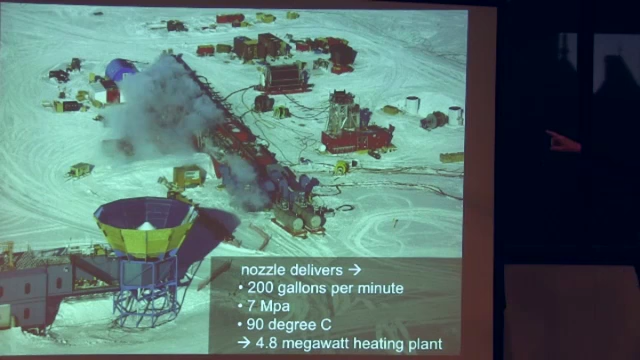 nozzle delivers →
• 200 gallons per minute
• 7 Mpa
• 90 degree C
→ 4.8 megawatt heating plant